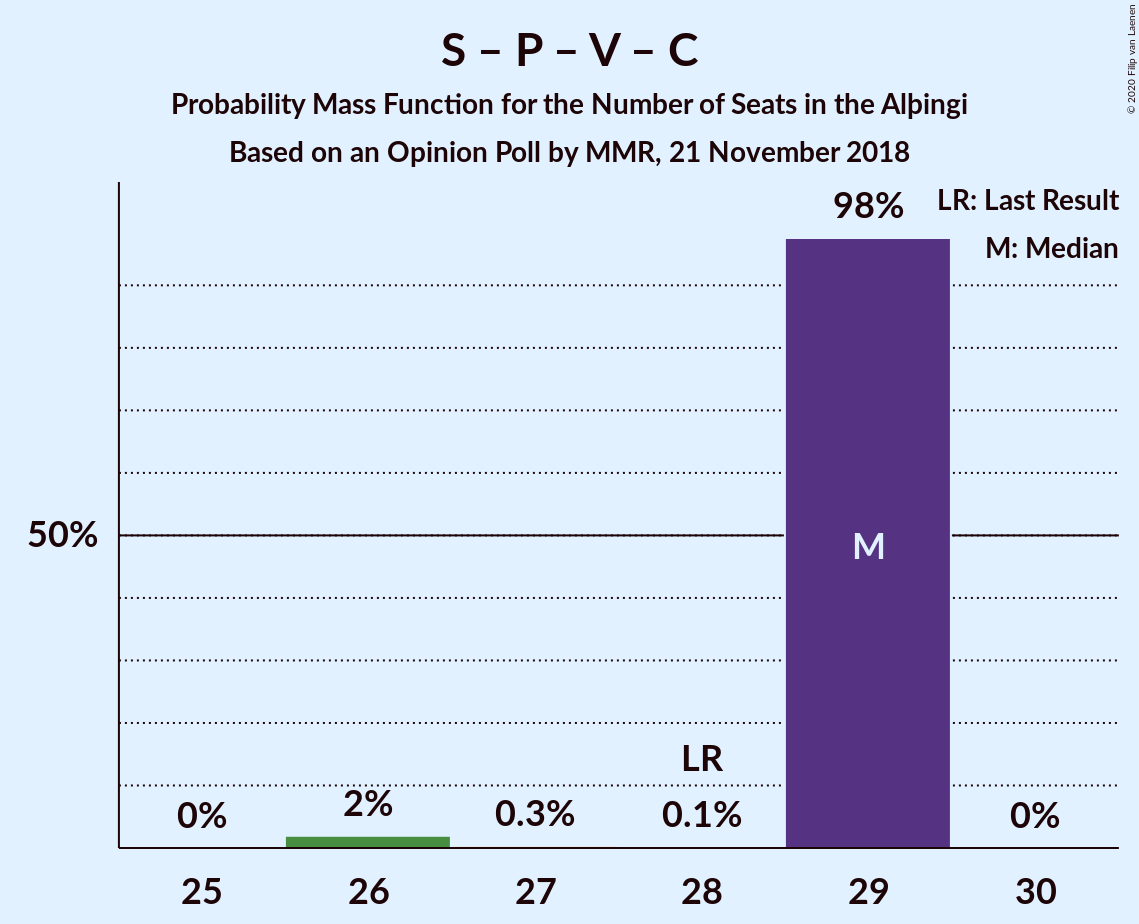 S – P – V – C
Probability Mass Function for the Number of Seats in the Alþingi
Based on an Opinion Poll by MMR, 21 November 2018
© 2020 Filip van Laenen
LR: Last Result
M: Median
98%
50%
M
LR
0%
2%
0.3%
0.1%
0%
25
26
27
28
29
30